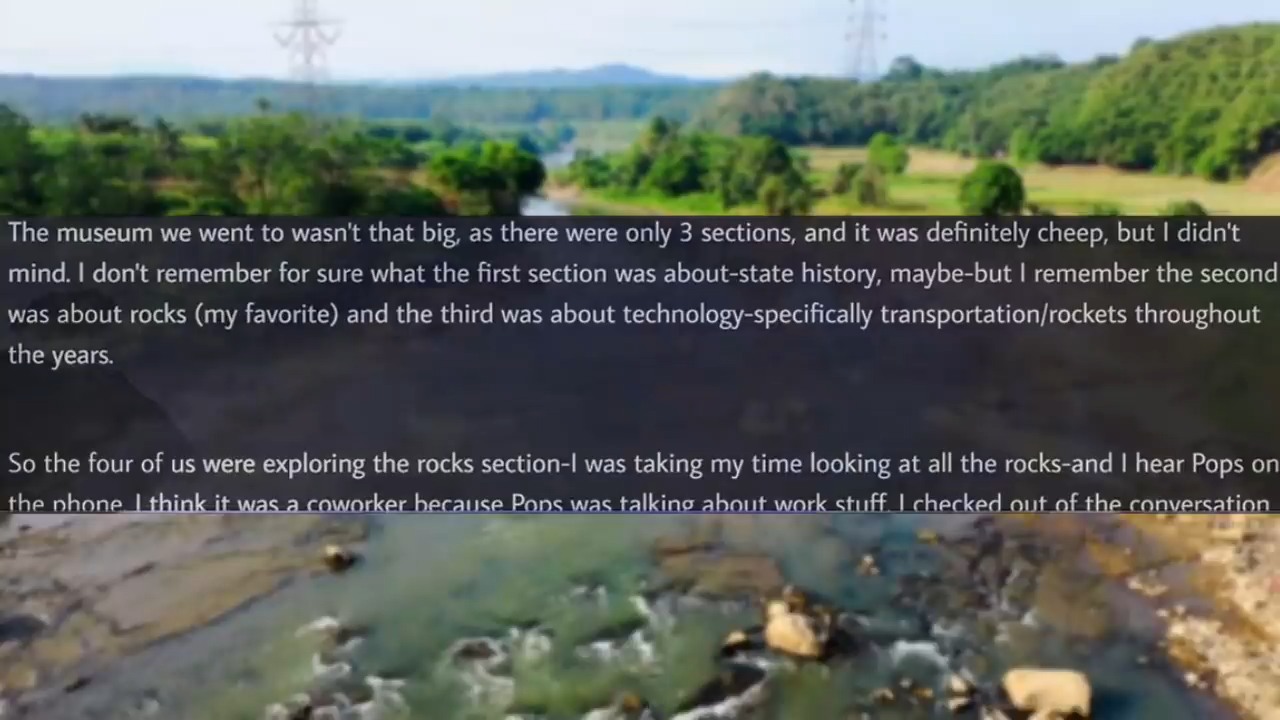 The museum we went to wasn't that big, as there were only 3 sections, and it was definitely cheep, but I didn't
mind. I don't remember for sure what the first section was about-state history, maybe-but I remember the second
was about rocks (my favorite) and the third was about technology-specifically transportation/rockets throughout
the years.
So the four of us were exploring the rocks section-I was taking my time looking at all the rocks-and I hear Pops on
the phone. I think it was a coworker because Pops was talking about work stuff. I checked out of the conversation